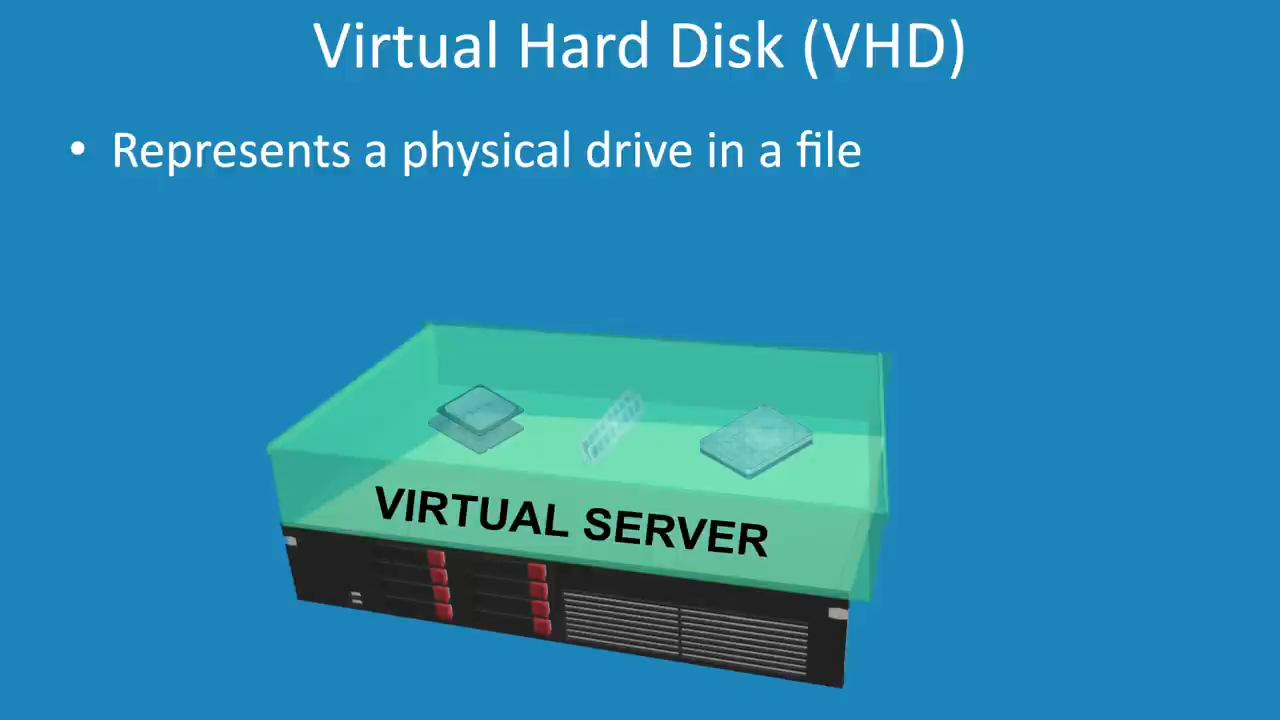 Virtual Hard Disk (VHD)
• Represents a physical drive in a file
VIRTUAL SERVER